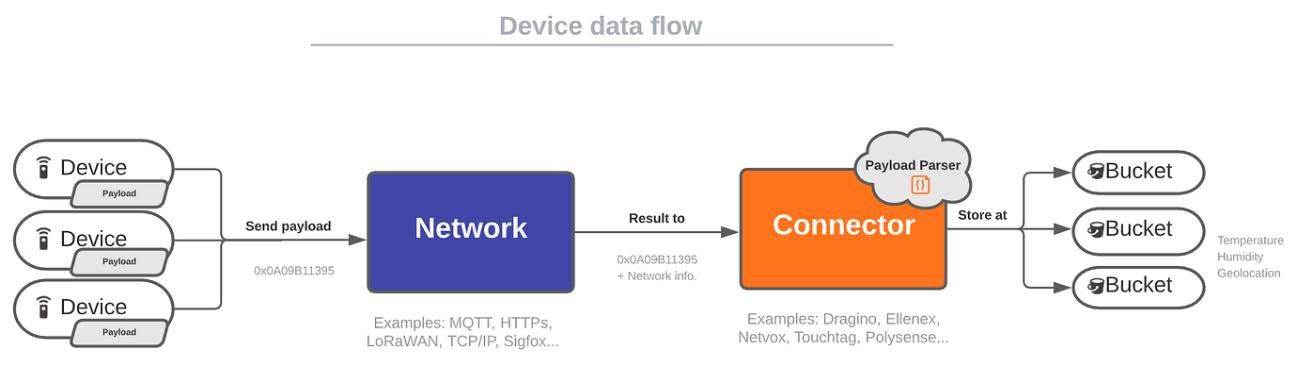 Device data flow
Device
Payload
Device
Payload
Device
Payload
Send payload
0x0A09B11395
Network
Examples: MQTT, HTTPs,
LoRaWAN, TCP/IP, Sigfox...
Result to
0x0A09B11395
+ Network info.
Payload Parser
{}
Connector
Examples: Dragino, Ellenex,
Netvox, Touchtag, Polysense...
Store at
Bucket
Bucket
Bucket
Temperature
Humidity
Geolocation